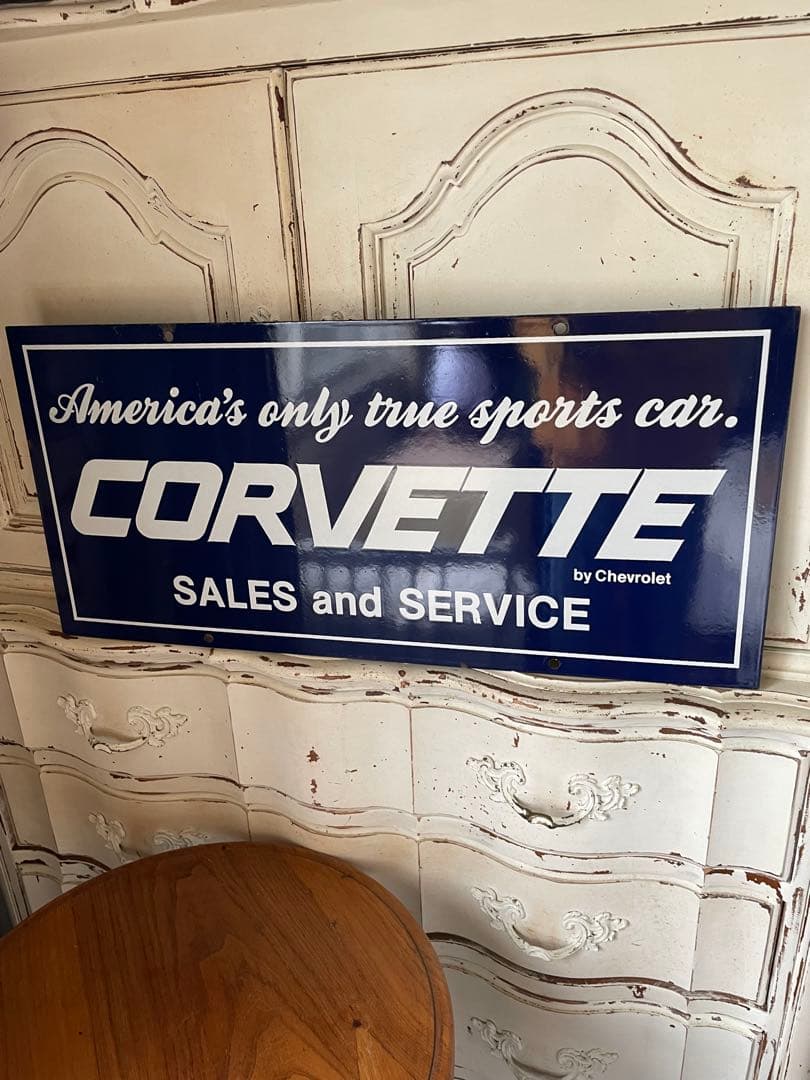 America's only true sports car.
CORVETTE
by Chevrolet
SALES and SERVICE